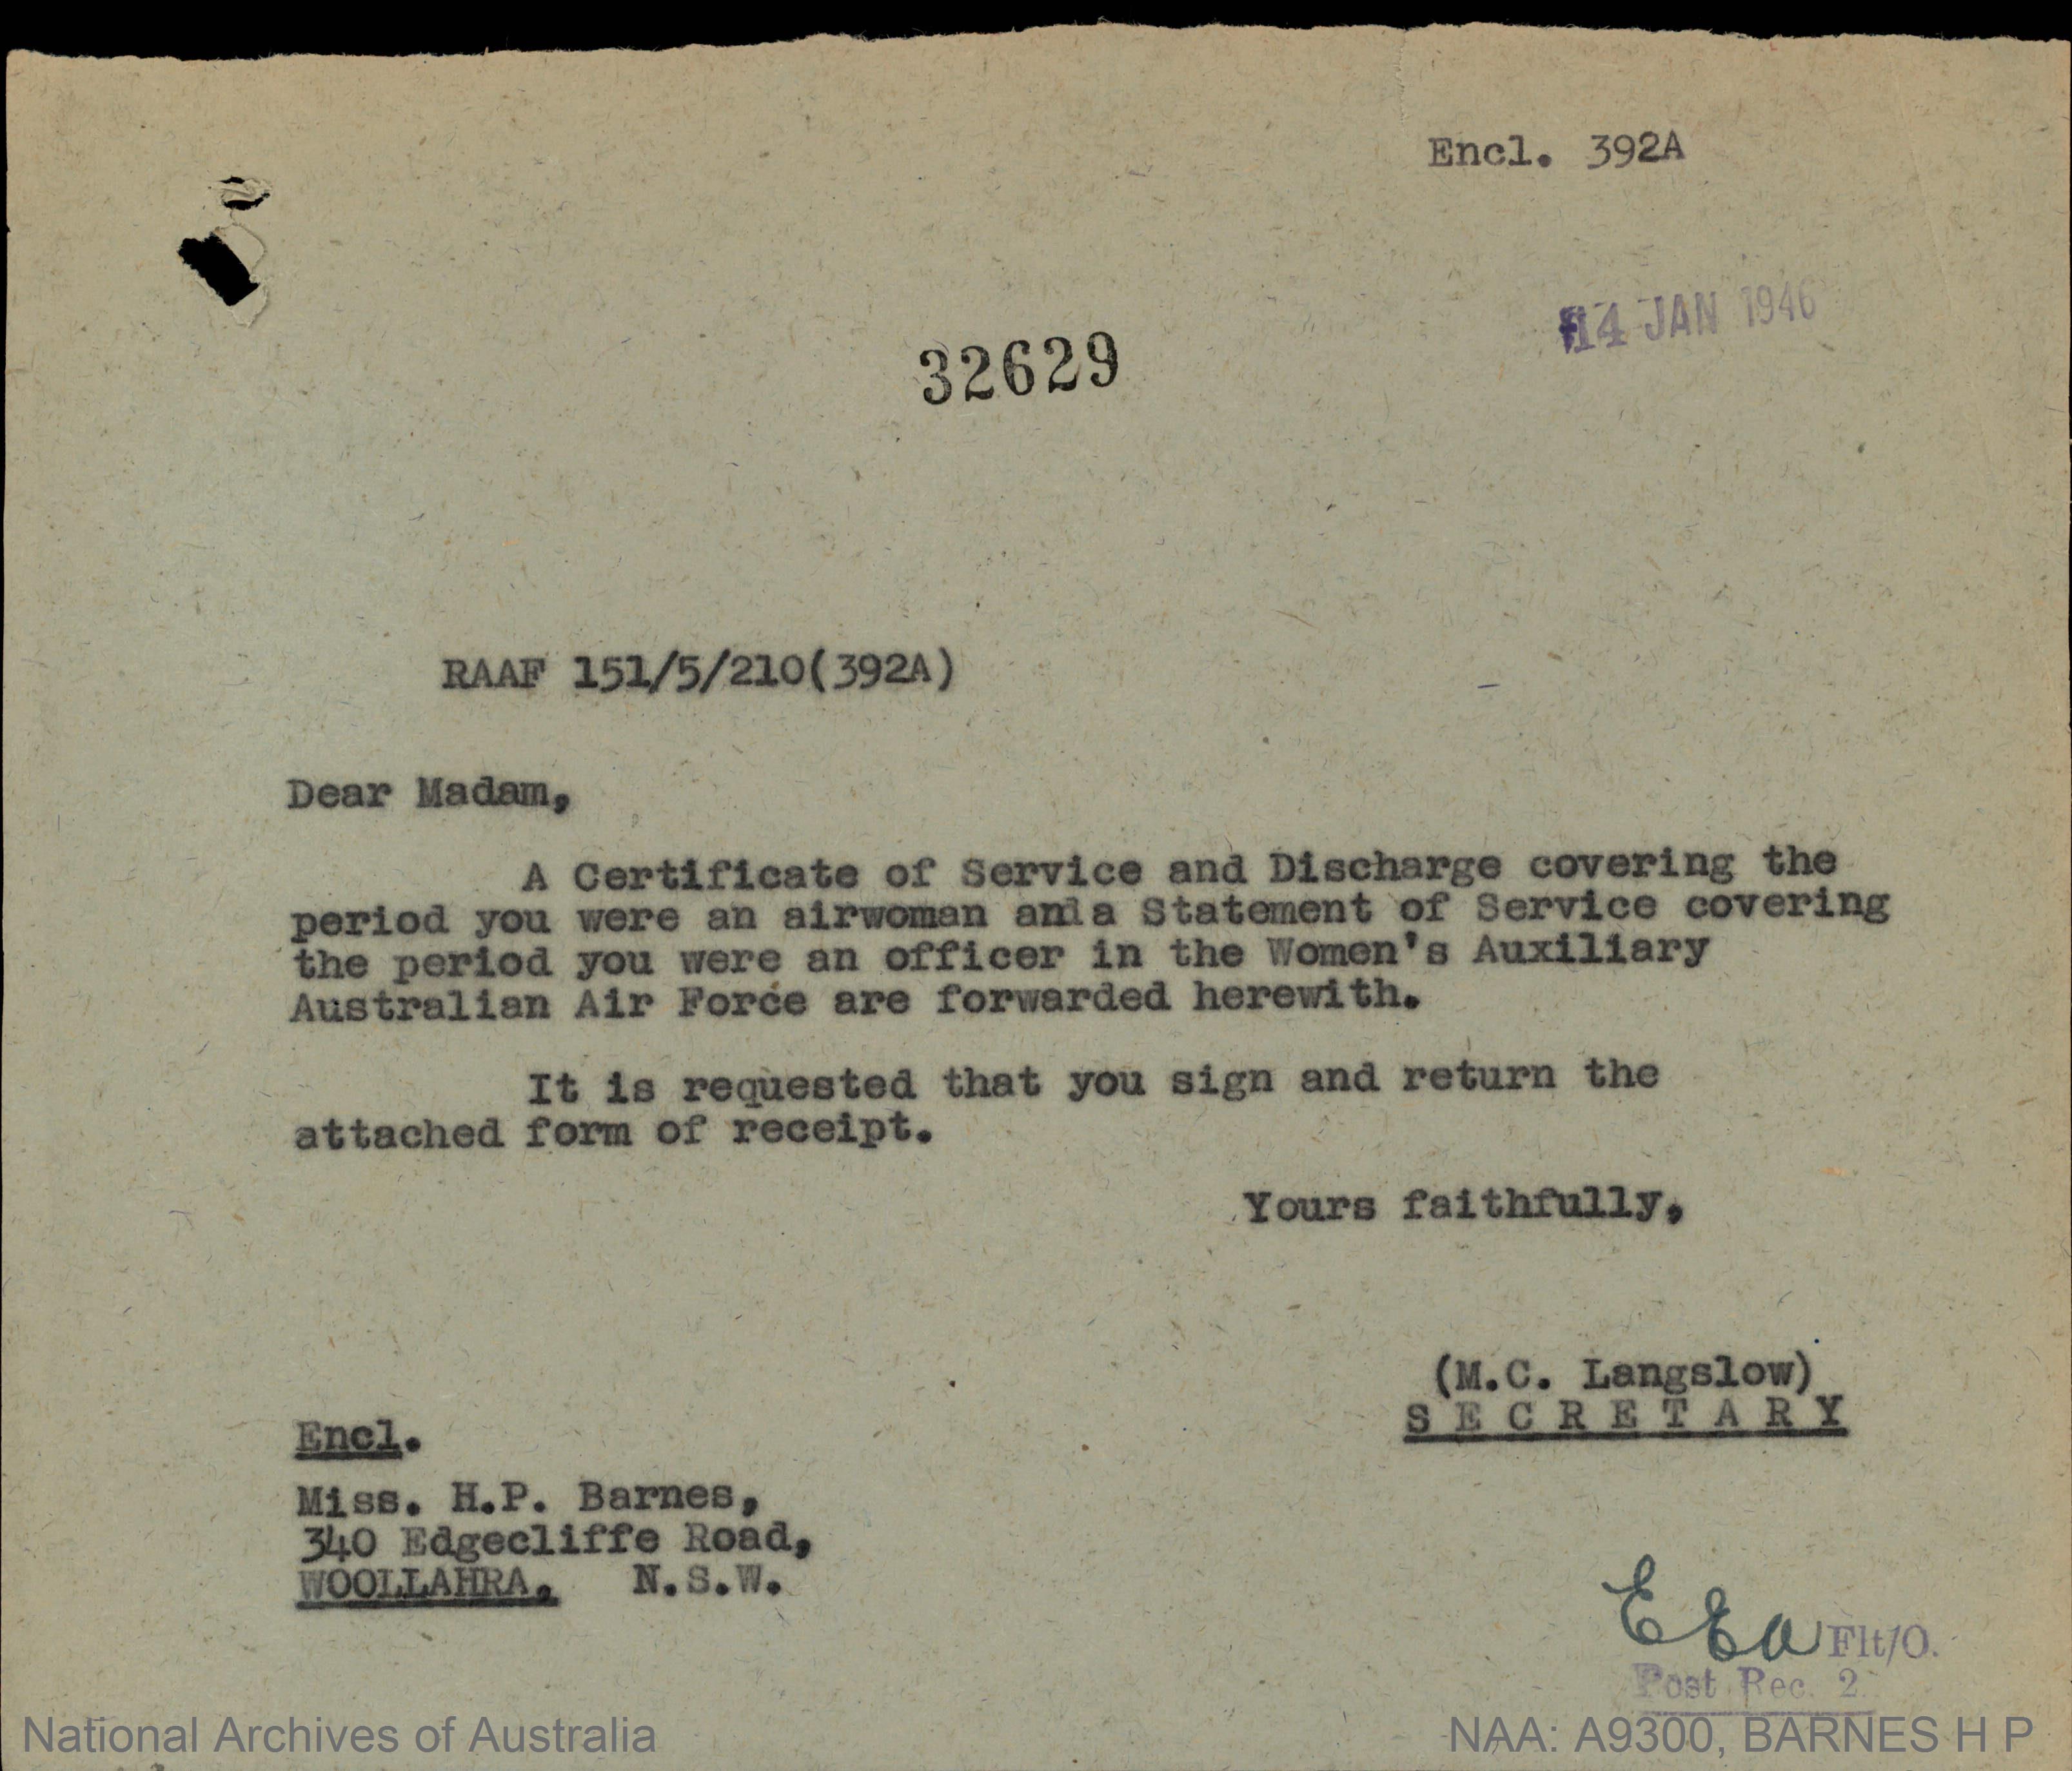 Encl. 392A
14 JAN 1946
32629
RAAF 151/5/210(392A)
Dear Madam,
A Certificate of Service and Discharge covering the
period you were an airwoman and a Statement of Service covering
the period you were an officer in the Women's Auxiliary
Australian Air Force are forwarded herewith.
It is requested that you sign and return the
attached form of receipt.
Yours faithfully,
(M.C. Langslow)
S E C R E T A R Y
Encl.
Miss. H.P. Barnes,
340 Edgecliffe Road,
WOOLLAHRA, N.S.W.
Flt/O.
Post Rec. 2.
National Archives of Australia
NAA: A9300, BARNES H P